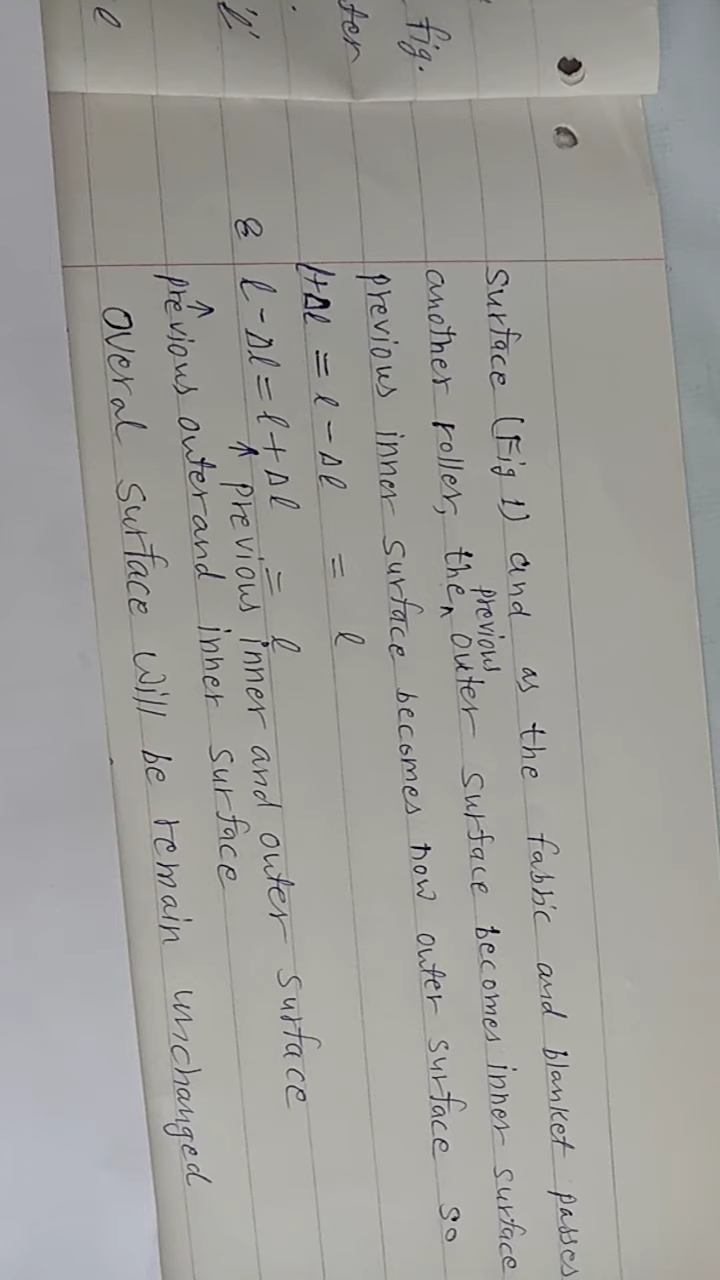 fig.
ter
'l'
l
Surface (Fig 1) and as the fabric and blanket passes
another roller, the previous outer surface becomes inner surface
previous inner surface becomes now outer surface so
l+Δl = l - Δl = l
& l - Δl = l + Δl = l
previous inner and outer surface
previous outer and inner surface
Overal surface will be remain unchanged